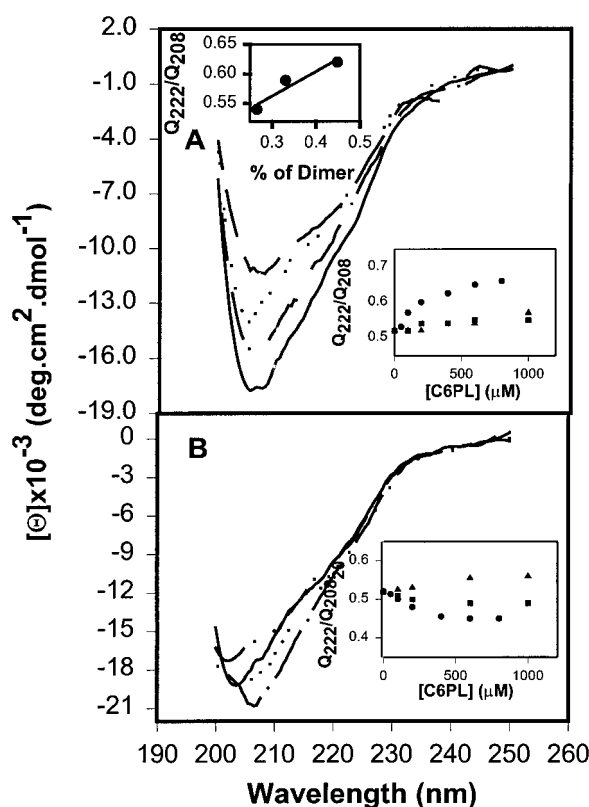 [Θ]x10⁻³ (deg.cm².dmol⁻¹)
2.0
-1.0
-4.0
-7.0
-10.0
-13.0
-16.0
-19.0
A
Q222/Q208
0.65
0.60
0.55
0.3 0.4 0.5
% of Dimer
Q222/Q208
0.7
0.6
0.5
0 500 1000
[C6PL] (μM)
0
-3
-6
-9
-12
-15
-18
-21
B
Q222/Q20820
0.6
0.5
0.4
0 500 1000
[C6PL] (μM)
190 200 210 220 230 240 250 260
Wavelength (nm)